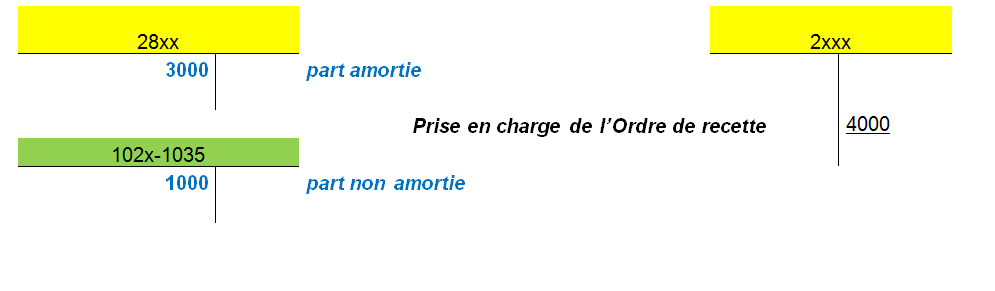 28xx
2xxx
3000
part amortie
Prise en charge de l’Ordre de recette
4000
102x-1035
1000
part non amortie